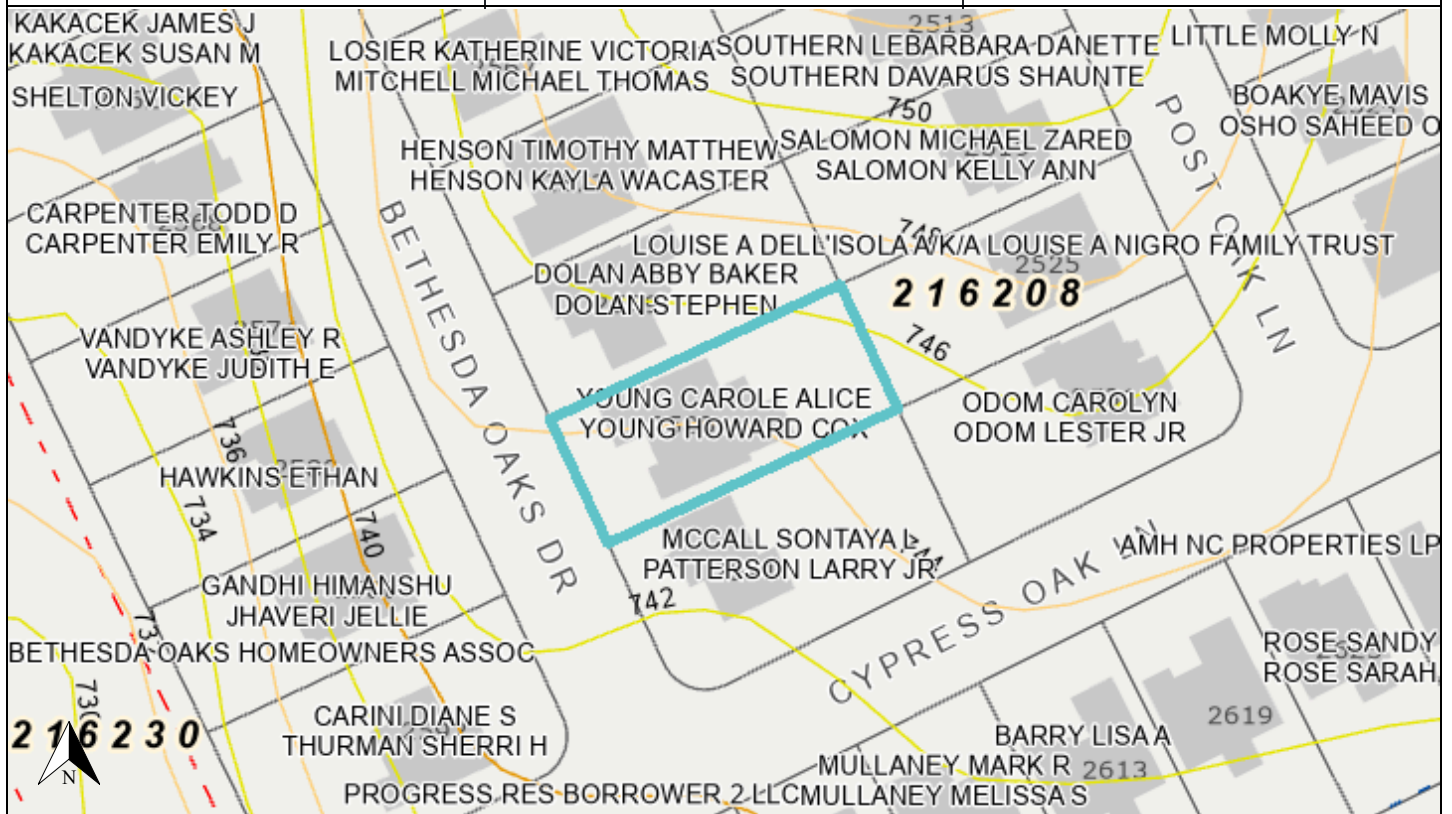 KAKACEK JAMES J
KAKACEK SUSAN M
SHELTON VICKEY
LOSIER KATHERINE VICTORIA
MITCHELL MICHAEL THOMAS
2513
SOUTHERN LEBARBARA DANETTE
SOUTHERN DAVARUS SHAUNTE
LITTLE MOLLY N
BOAKYE MAVIS
OSHO SAHEED O
750
HENSON TIMOTHY MATTHEW
HENSON KAYLA WACASTER
SALOMON MICHAEL ZARED
SALOMON KELLY ANN
POST OAK LN
CARPENTER TODD D
CARPENTER EMILY R
BETHESDA OAKS DR
LOUISE A DELL'ISOLA A/K/A LOUISE A NIGRO FAMILY TRUST
2525
DOLAN ABBY BAKER
DOLAN STEPHEN
216208
746
VANDYKE ASHLEY R
VANDYKE JUDITH E
YOUNG CAROLE ALICE
YOUNG HOWARD COX
ODOM CAROLYN
ODOM LESTER JR
736
HAWKINS ETHAN
734
740
MCCALL SONTAYA L
PATTERSON LARRY JR
744
AMH NC PROPERTIES LP
CYPRESS OAK LN
GANDHI HIMANSHU
JHAVERI JELLIE
742
BETHESDA OAKS HOMEOWNERS ASSOC
ROSE SANDY
ROSE SARAH
216230
N
CARINI DIANE S
THURMAN SHERRI H
2619
BARRY LISA A
2613
MULLANEY MARK R
MULLANEY MELISSA S
PROGRESS RES BORROWER 2 LLC